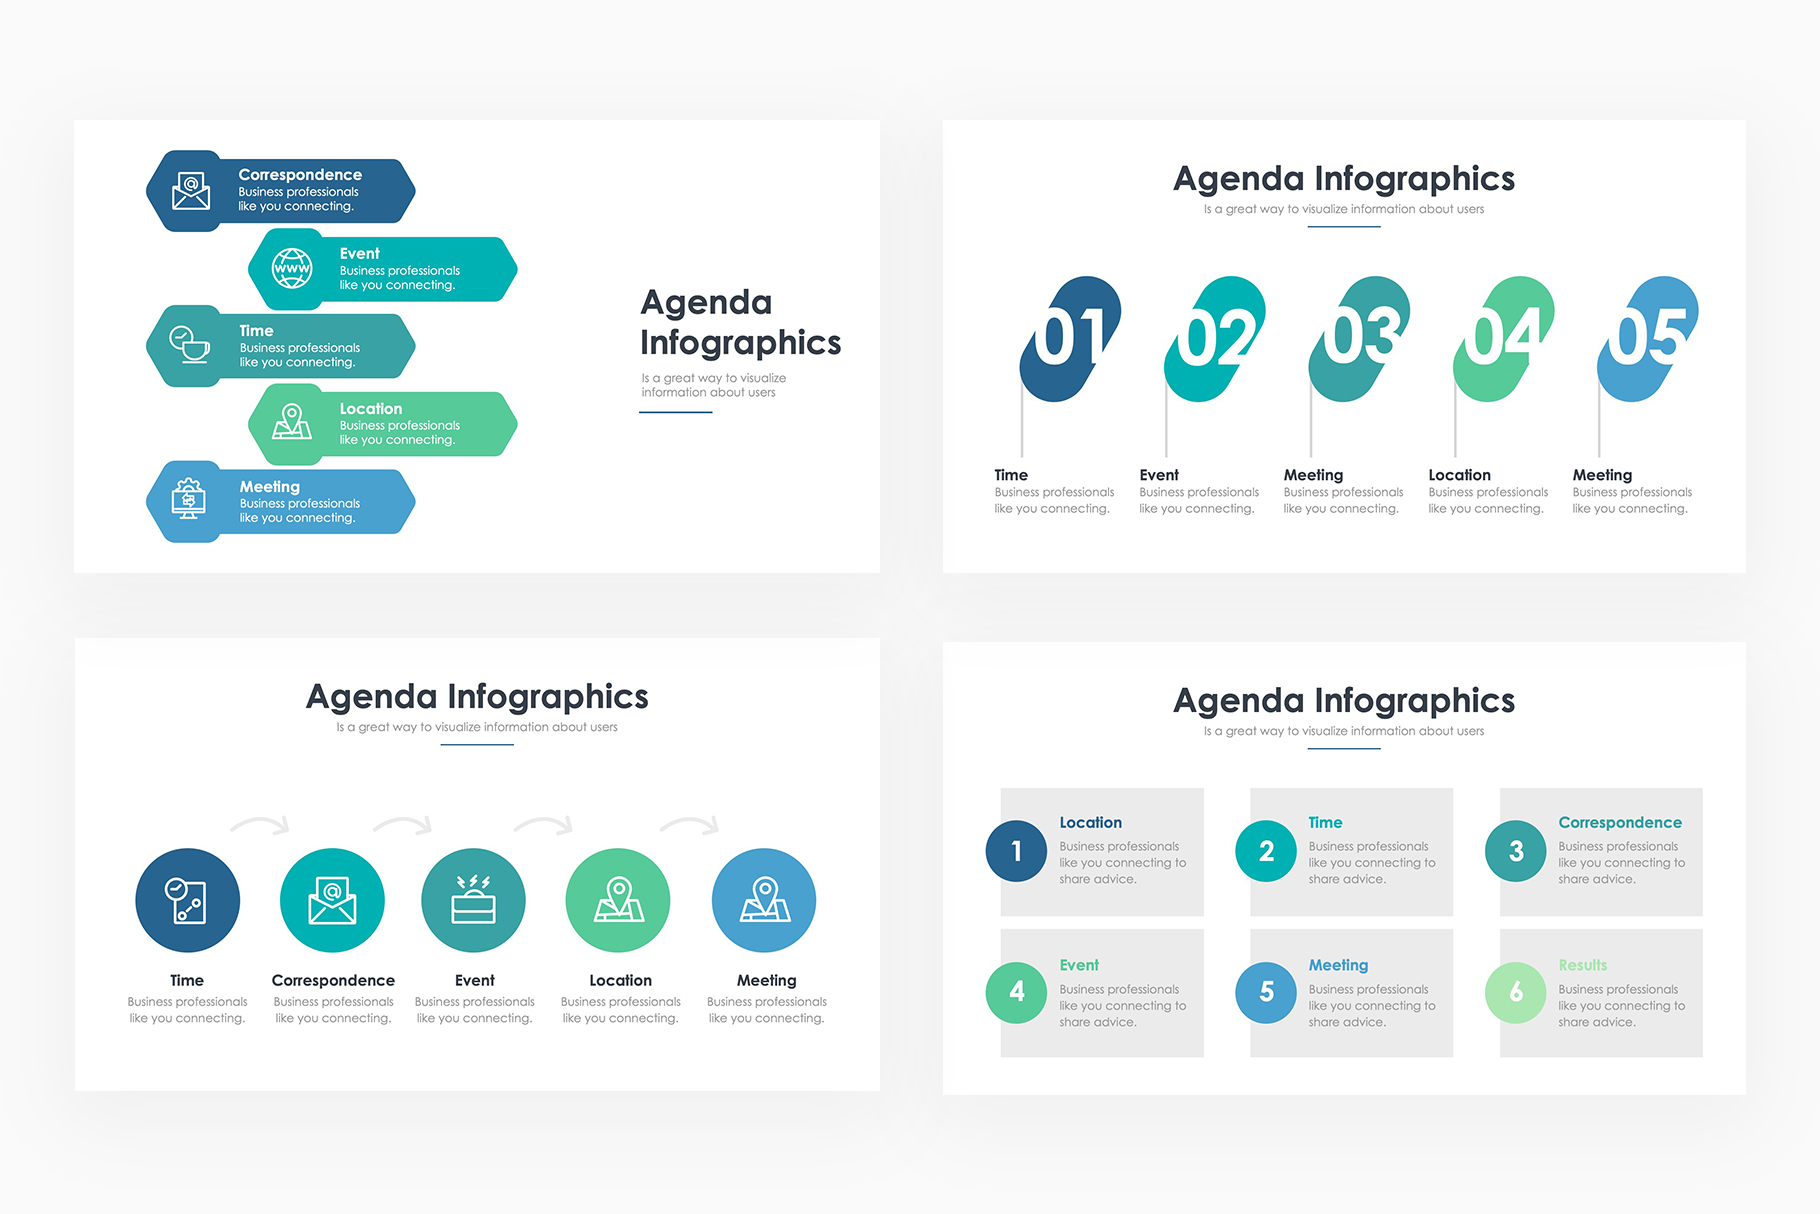 Correspondence
Business professionals
like you connecting.
WWW
Event
Business professionals
like you connecting.
Time
Business professionals
like you connecting.
Location
Business professionals
like you connecting.
Meeting
Business professionals
like you connecting.
Agenda
Infographics
Is a great way to visualize
information about users
Agenda Infographics
Is a great way to visualize information about users
01 02 03 04 05
Time
Business professionals
like you connecting.
Event
Business professionals
like you connecting.
Meeting
Business professionals
like you connecting.
Location
Business professionals
like you connecting.
Meeting
Business professionals
like you connecting.
Agenda Infographics
Is a great way to visualize information about users
Time
Business professionals
like you connecting.
Correspondence
Business professionals
like you connecting.
Event
Business professionals
like you connecting.
Location
Business professionals
like you connecting.
Meeting
Business professionals
like you connecting.
Agenda Infographics
Is a great way to visualize information about users
1
Location
Business professionals
like you connecting to
share advice.
2
Time
Business professionals
like you connecting to
share advice.
3
Correspondence
Business professionals
like you connecting to
share advice.
4
Event
Business professionals
like you connecting to
share advice.
5
Meeting
Business professionals
like you connecting to
share advice.
6
Results
Business professionals
like you connecting to
share advice.